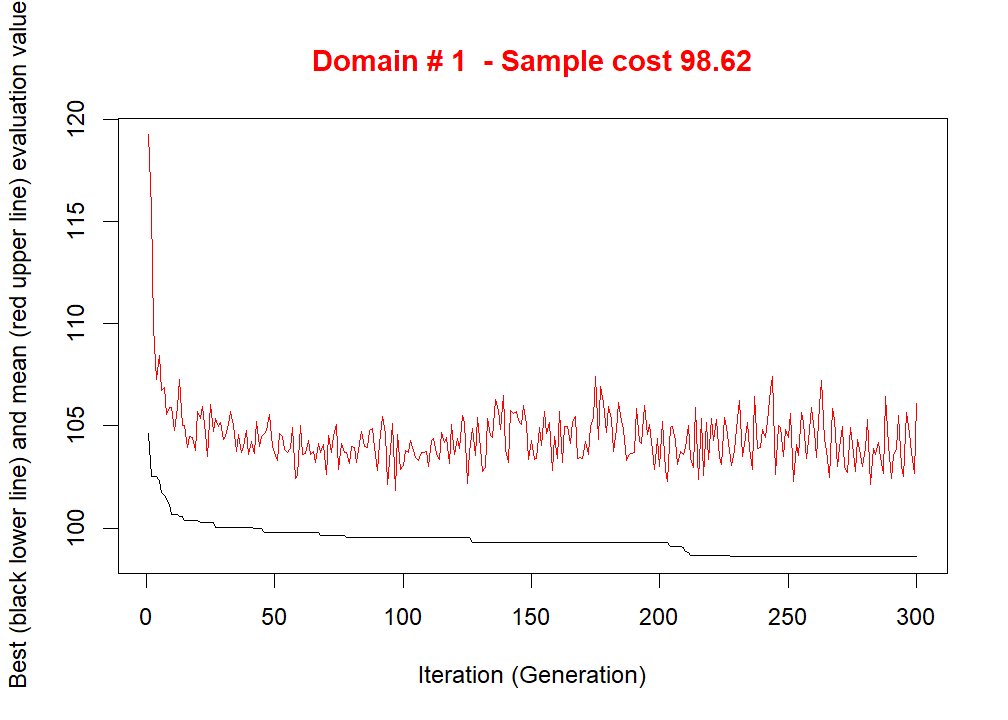 Domain # 1 - Sample cost 98.62
Best (black lower line) and mean (red upper line) evaluation value
120
115
110
105
100
0 50 100 150 200 250 300
Iteration (Generation)